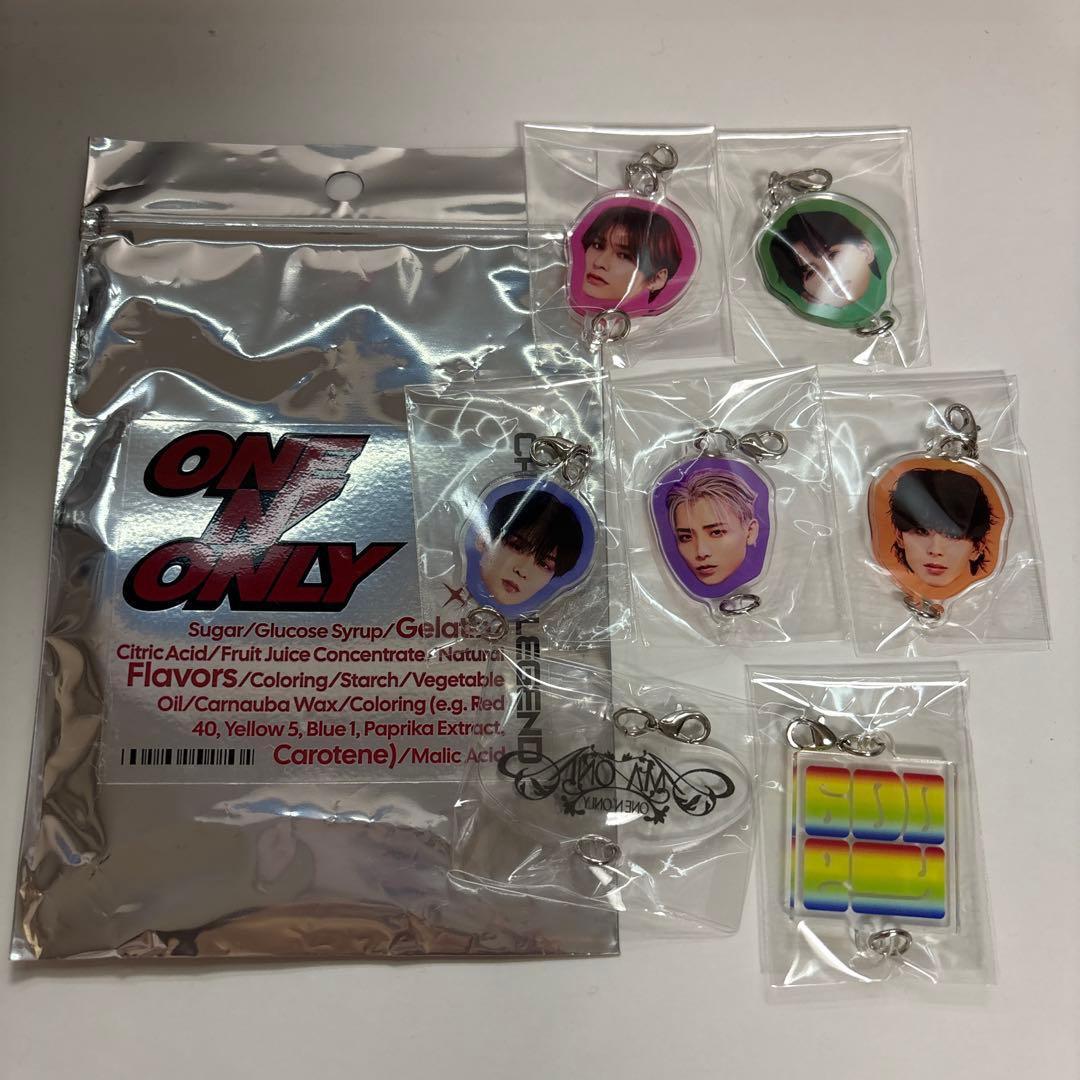 ONE
N'
ONLY
Sugar/Glucose Syrup/
Citric Acid/Fruit Juice Concentrate/Natural
Flavors/Coloring/Starch/Vegetable
Oil/Carnauba Wax/Coloring (e.g. Red
40, Yellow 5, Blue 1, Paprika Extract,
Carotene)/Malic Acid
LEGEND
ONE N' ONLY